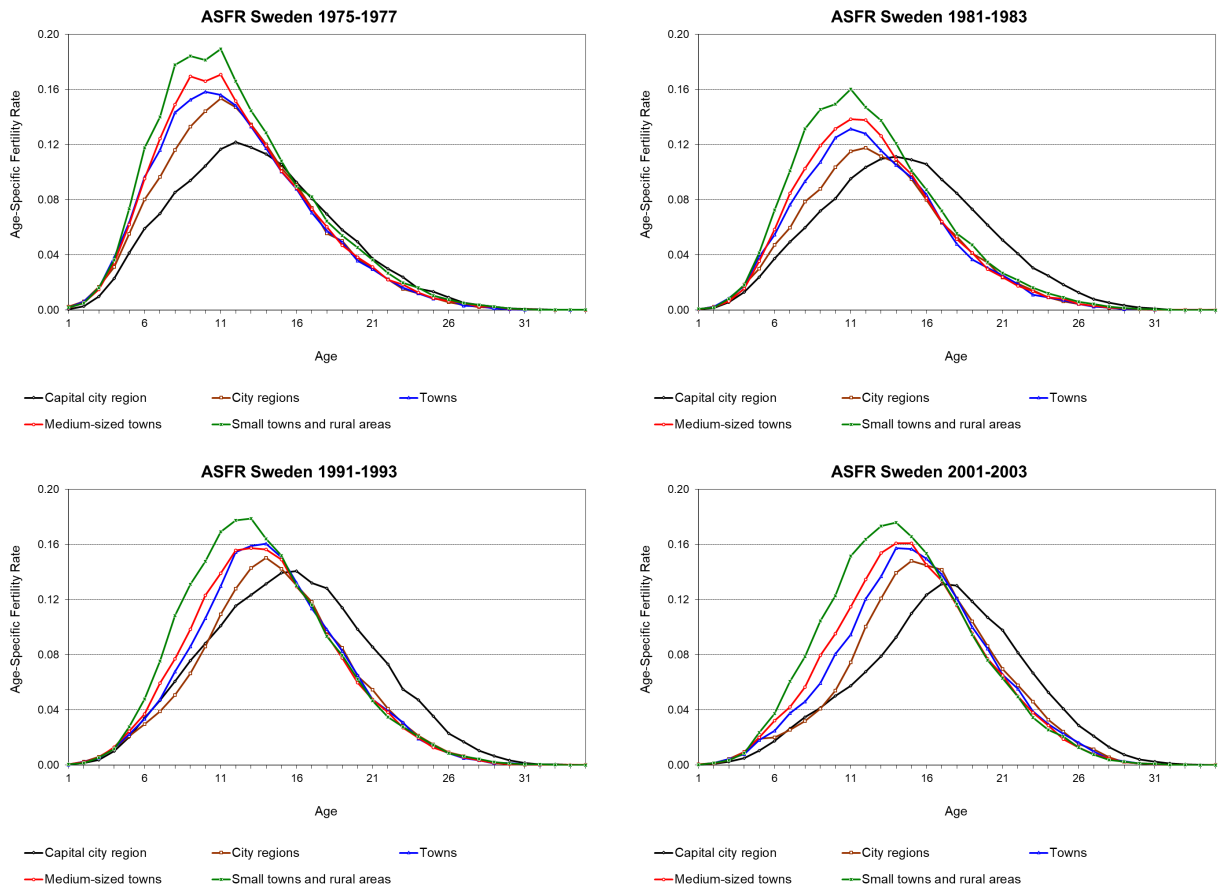 ASFR Sweden 1975-1977
Age-Specific Fertility Rate
0.20
0.16
0.12
0.08
0.04
0.00
1 6 11 16 21 26 31
Age
Capital city region City regions Towns
Medium-sized towns Small towns and rural areas
ASFR Sweden 1981-1983
Age-Specific Fertility Rate
0.20
0.16
0.12
0.08
0.04
0.00
1 6 11 16 21 26 31
Age
Capital city region City regions Towns
Medium-sized towns Small towns and rural areas
ASFR Sweden 1991-1993
Age-Specific Fertility Rate
0.20
0.16
0.12
0.08
0.04
0.00
1 6 11 16 21 26 31
Age
Capital city region City regions Towns
Medium-sized towns Small towns and rural areas
ASFR Sweden 2001-2003
Age-Specific Fertility Rate
0.20
0.16
0.12
0.08
0.04
0.00
1 6 11 16 21 26 31
Age
Capital city region City regions Towns
Medium-sized towns Small towns and rural areas